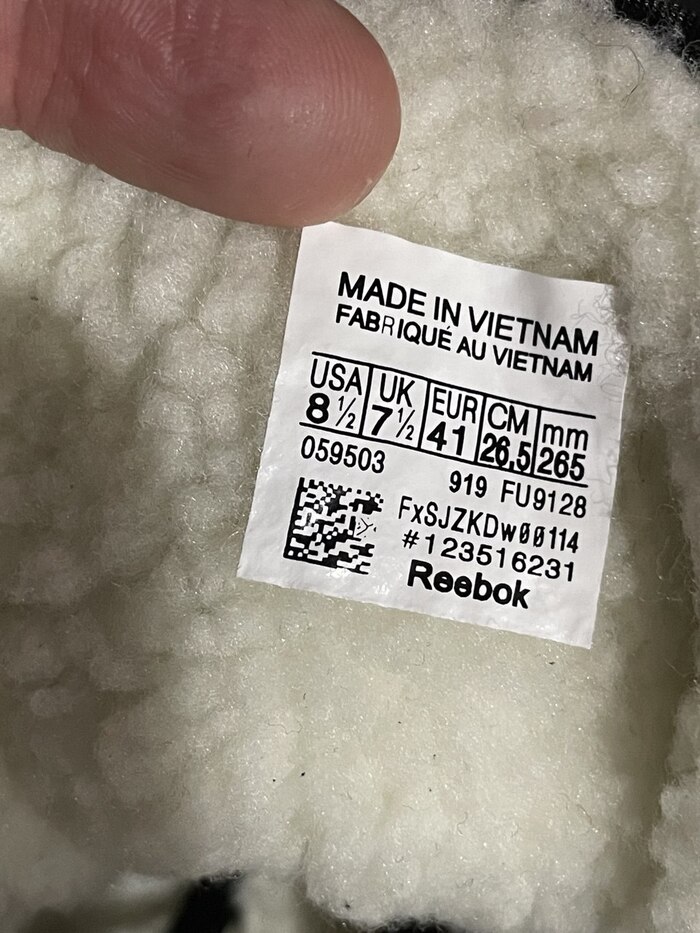 MADE IN VIETNAM
FABRIQUÉ AU VIETNAM
USA UK EUR CM mm
8 ½ 7 ½ 41 26,5 265
059503 919 FU9128
FxSJZKDw00114
#123516231
Reebok